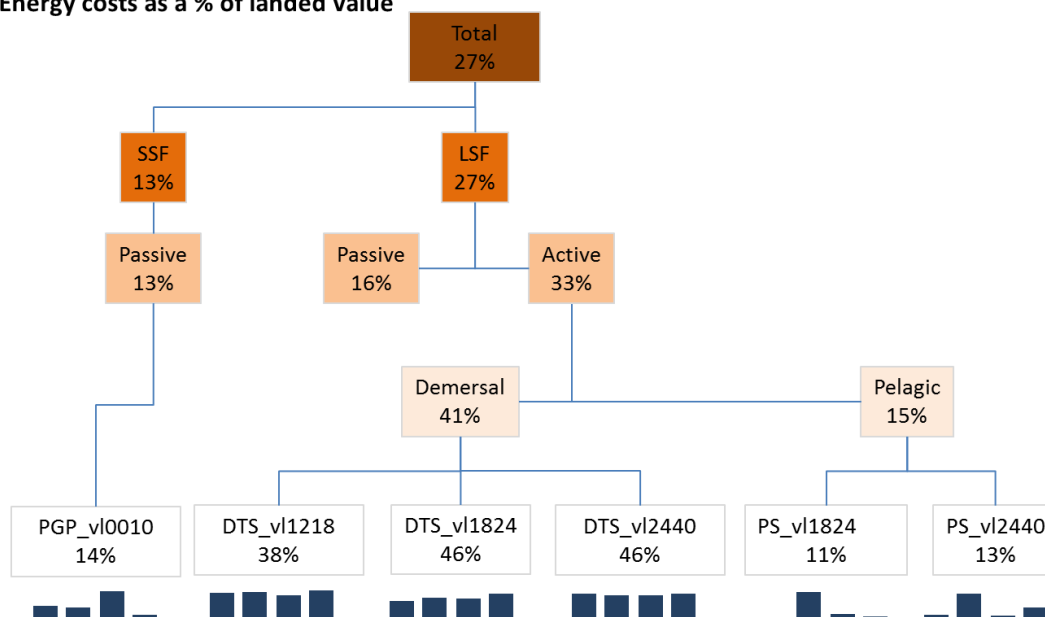 Energy costs as a % of landed value
Total
27%
SSF
13%
LSF
27%
Passive
13%
Passive
16%
Active
33%
Demersal
41%
Pelagic
15%
PGP_vl0010
14%
DTS_vl1218
38%
DTS_vl1824
46%
DTS_vl2440
46%
PS_vl1824
11%
PS_vl2440
13%